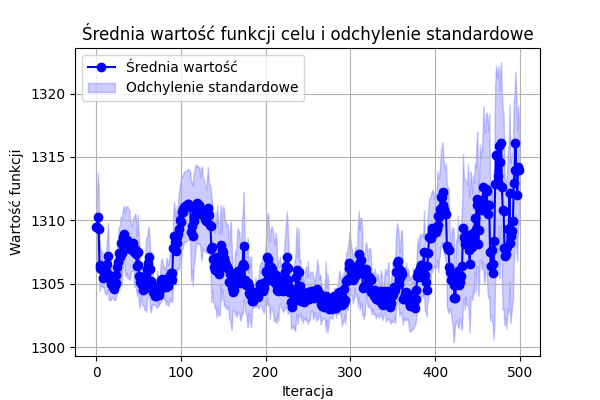 Średnia wartość funkcji celu i odchylenie standardowe
Średnia wartość
Odchylenie standardowe
Wartość funkcji
1320
1315
1310
1305
1300
0 100 200 300 400 500
Iteracja